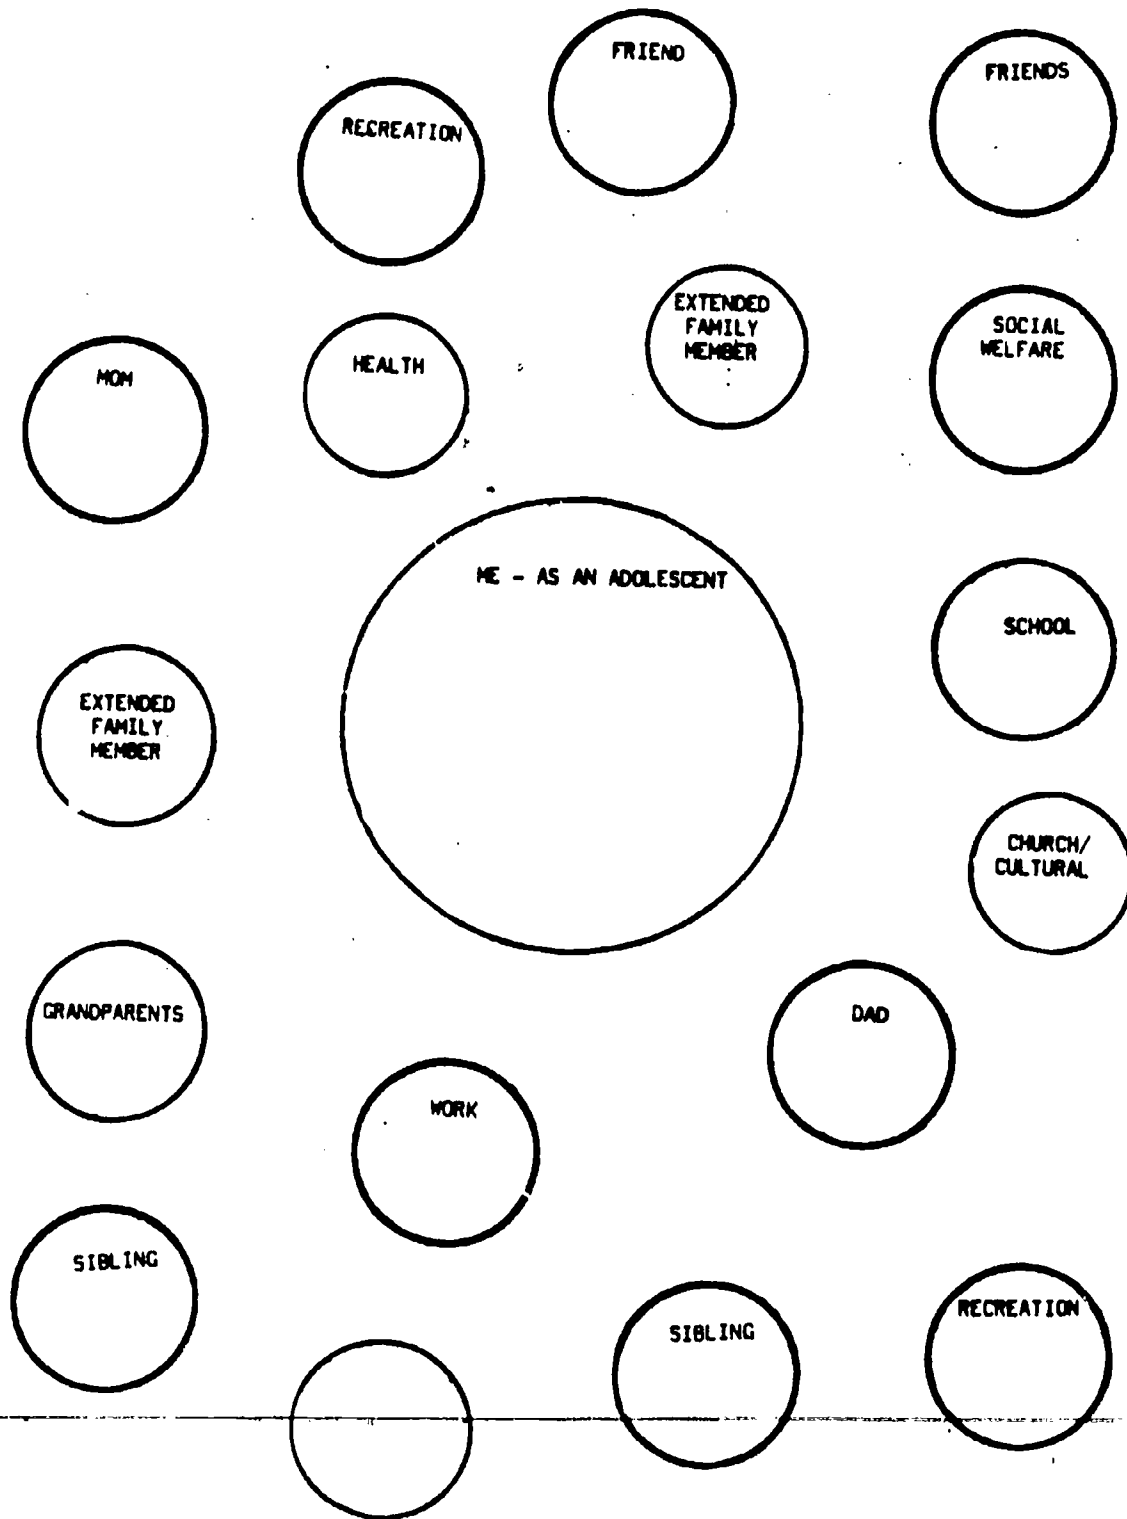 FRIEND
FRIENDS
RECREATION
EXTENDED
FAMILY
MEMBER
SOCIAL
WELFARE
HEALTH
MOM
ME - AS AN ADOLESCENT
SCHOOL
EXTENDED
FAMILY
MEMBER
CHURCH/
CULTURAL
GRANDPARENTS
DAD
WORK
SIBLING
SIBLING
RECREATION